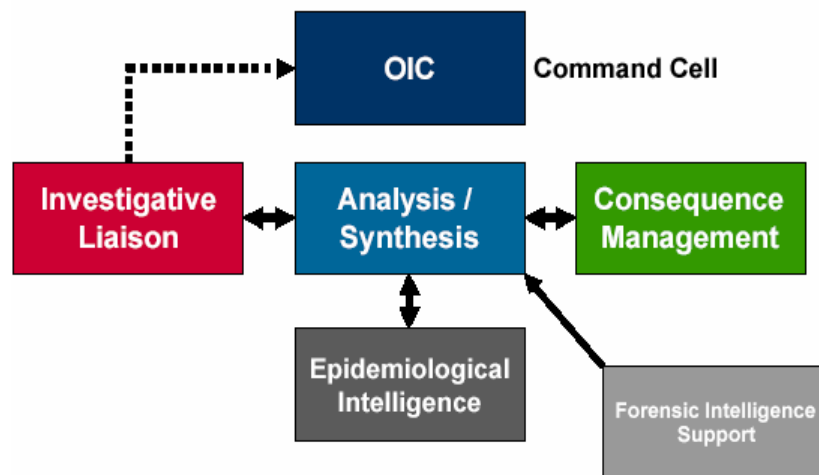 OIC
Command Cell
Investigative
Liaison
Analysis /
Synthesis
Consequence
Management
Epidemiological
Intelligence
Forensic Intelligence
Support